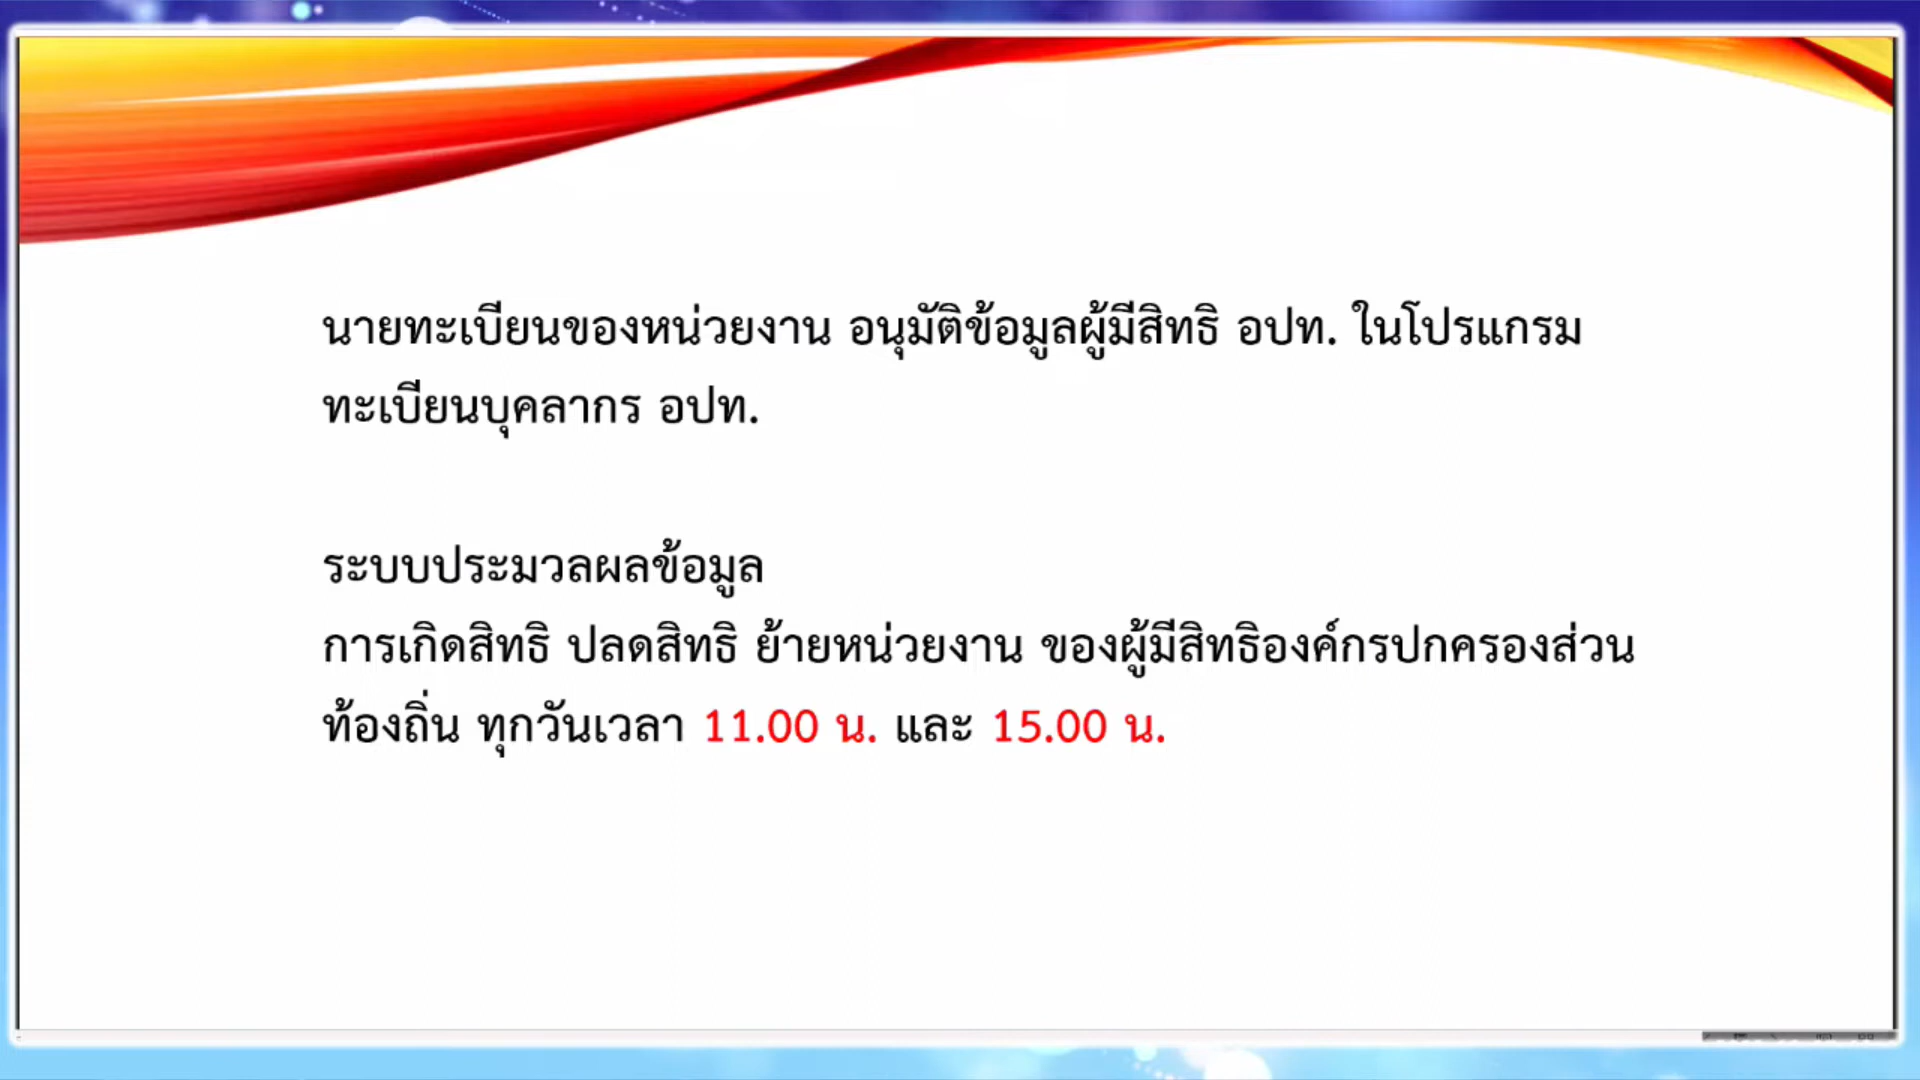 นายทะเบียนของหน่วยงาน อนุมัติข้อมูลผู้มีสิทธิ อปท. ในโปรแกรม
ทะเบียนบุคลากร อปท.
ระบบประมวลผลข้อมูล
การเกิดสิทธิ ปลดสิทธิ ย้ายหน่วยงาน ของผู้มีสิทธิองค์กรปกครองส่วน
ท้องถิ่น ทุกวันเวลา 11.00 น. และ 15.00 น.